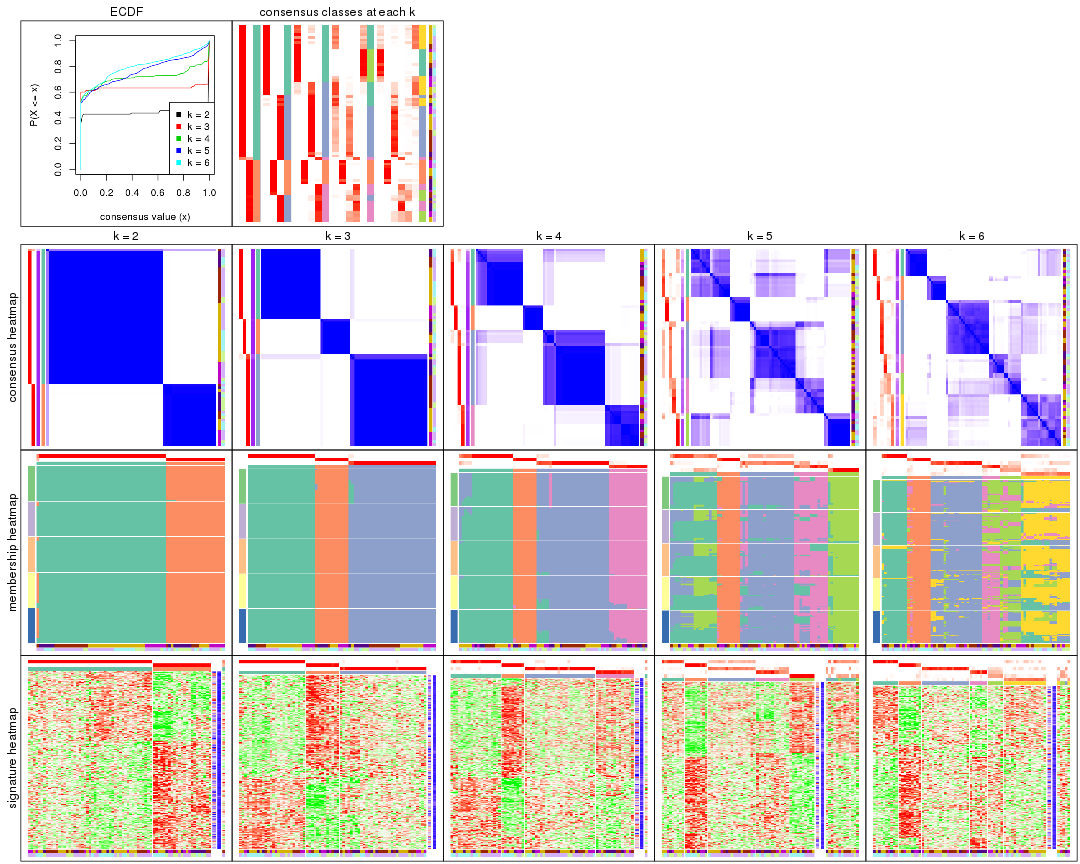 ECDF
consensus classes at each k
P(X <= x)
0.0
0.2
0.4
0.6
0.8
1.0
k = 2
k = 3
k = 4
k = 5
k = 6
0.0 0.2 0.4 0.6 0.8 1.0
consensus value (x)
k = 2
k = 3
k = 4
k = 5
k = 6
consensus heatmap
membership heatmap
signature heatmap